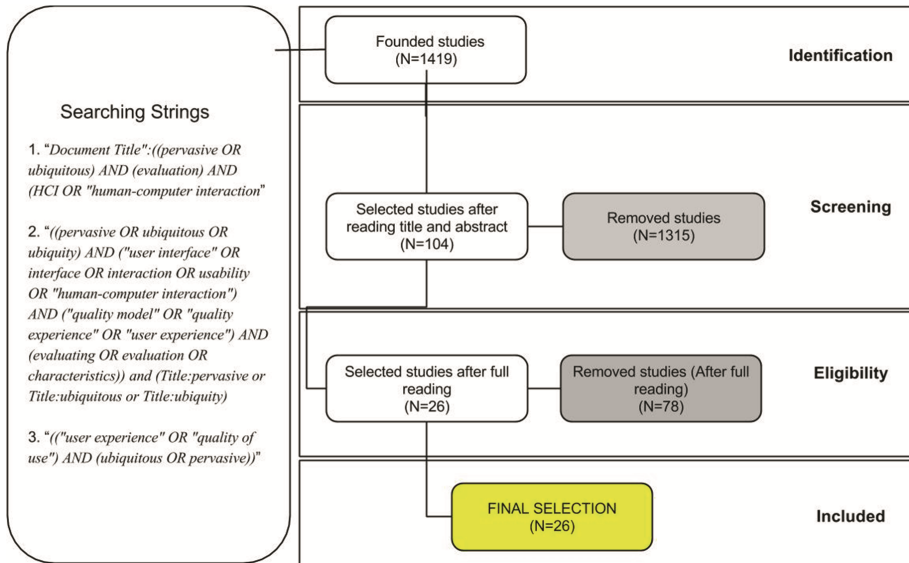 Searching Strings
1. "Document Title":((pervasive OR
ubiquitous) AND (evaluation) AND
(HCI OR "human-computer interaction"
2. "((pervasive OR ubiquitous OR
ubiquity) AND ("user interface" OR
interface OR interaction OR usability
OR "human-computer interaction")
AND ("quality model" OR "quality
experience" OR "user experience") AND
(evaluating OR evaluation OR
characteristics)) and (Title:pervasive or
Title:ubiquitous or Title:ubiquity)
3. "(("user experience" OR "quality of
use") AND (ubiquitous OR pervasive))"
Founded studies
(N=1419)
Identification
Selected studies after
reading title and abstract
(N=104)
Removed studies
(N=1315)
Screening
Selected studies after full
reading
(N=26)
Removed studies (After full
reading)
(N=78)
Eligibility
FINAL SELECTION
(N=26)
Included